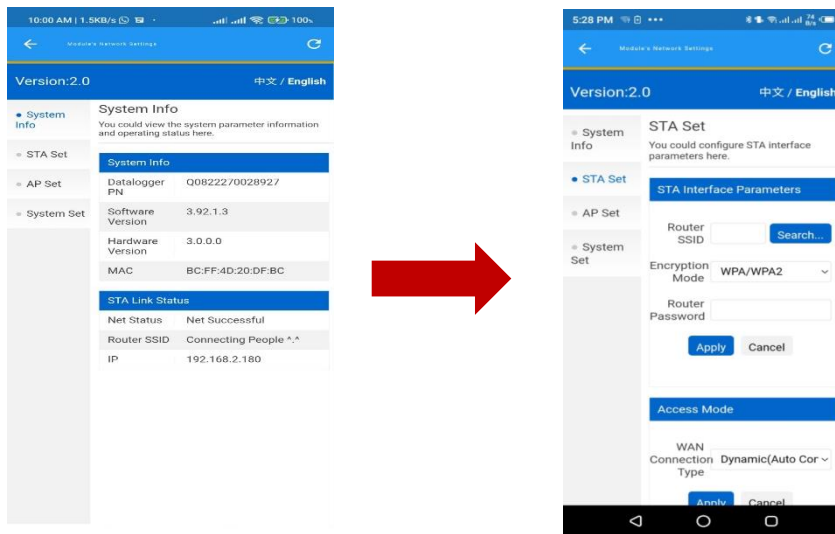 10:00 AM | 1.5KB/s
100%
Module's Network Settings
Version:2.0
中文 / English
System Info
STA Set
AP Set
System Set
System Info
You could view the system parameter information
and operating status here.
System Info
Datalogger PN Q0822270028927
Software Version 3.92.1.3
Hardware Version 3.0.0.0
MAC BC:FF:4D:20:DF:BC
STA Link Status
Net Status Net Successful
Router SSID Connecting People ^.^
IP 192.168.2.180
5:28 PM
74 B/s
Module's Network Settings
Version:2.0
中文 / English
System Info
STA Set
AP Set
System Set
STA Set
You could configure STA interface
parameters here.
STA Interface Parameters
Router SSID
Search...
Encryption Mode WPA/WPA2
Router Password
Apply Cancel
Access Mode
WAN Connection Type Dynamic(Auto Cor
Apply Cancel